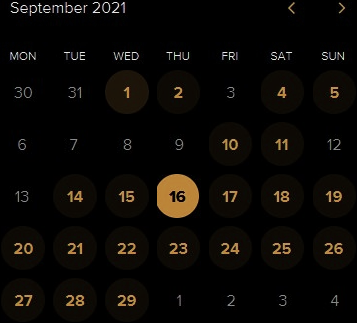 September 2021
MON TUE WED THU FRI SAT SUN
30 31 1 2 3 4 5
6 7 8 9 10 11 12
13 14 15 16 17 18 19
20 21 22 23 24 25 26
27 28 29 1 2 3 4